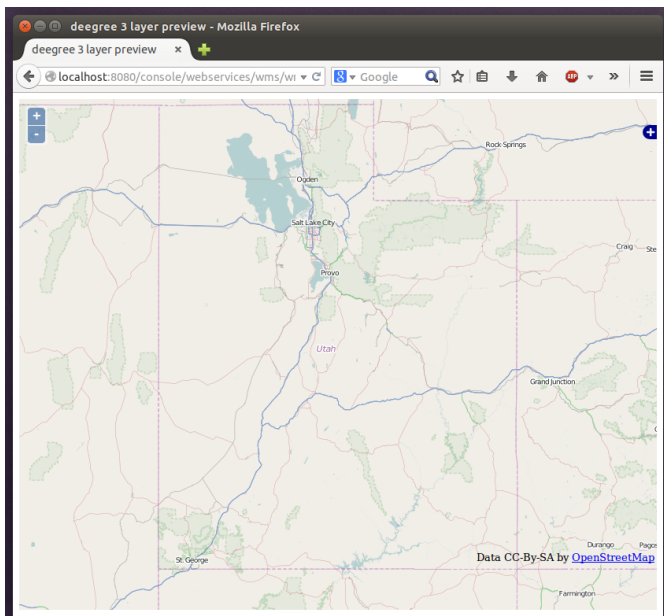 deegree 3 layer preview - Mozilla Firefox
deegree 3 layer preview
localhost:8080/console/webservices/wms/w
Google
ABP
+
-
Rock Springs
Ogden
Salt Lake City
Craig
Ste
Provo
Utah
Grand Junction
Durango
Pagos
St. George
Data CC-By-SA by OpenStreetMap
Farmington